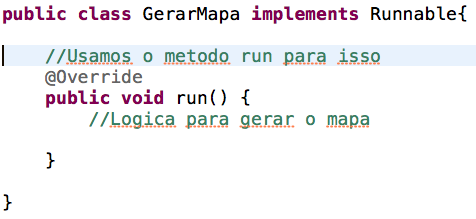 public class GerarMapa implements Runnable{
//Usamos o metodo run para isso
@Override
public void run() {
//Logica para gerar o mapa
}
}